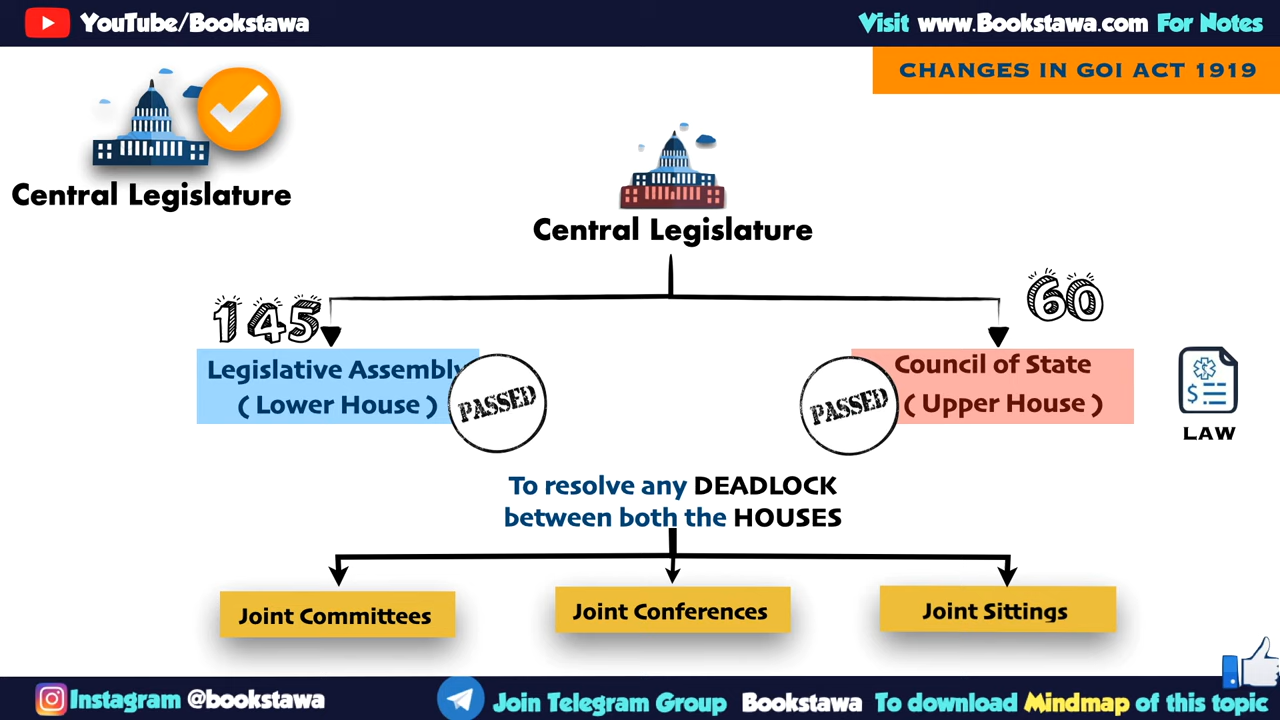 YouTube/Bookstawa
Visit www.Bookstawa.com For Notes
CHANGES IN GOI ACT 1919
Central Legislature
Central Legislature
145
60
Legislative Assembly
( Lower House )
PASSED
PASSED
Council of State
( Upper House )
$
LAW
To resolve any DEADLOCK
between both the HOUSES
Joint Committees
Joint Conferences
Joint Sittings
Instagram @bookstawa
Join Telegram Group Bookstawa To download Mindmap of this topic